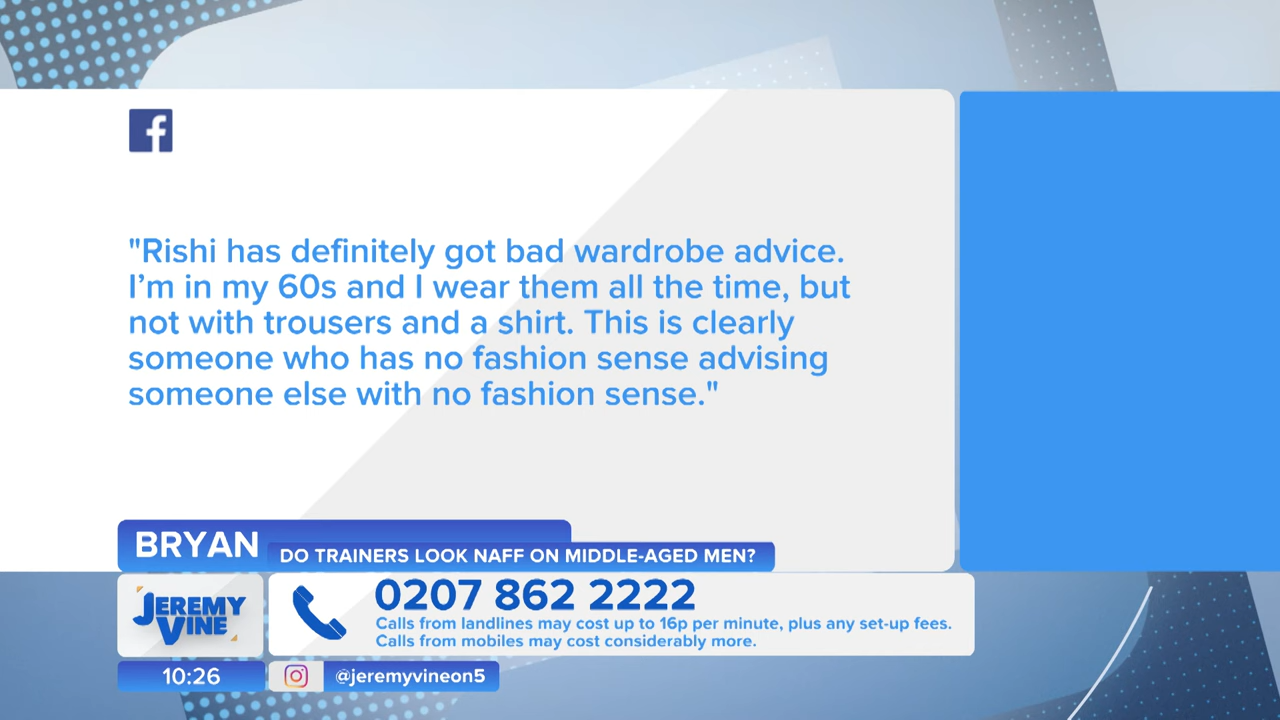 "Rishi has definitely got bad wardrobe advice.
I'm in my 60s and I wear them all the time, but
not with trousers and a shirt. This is clearly
someone who has no fashion sense advising
someone else with no fashion sense."
BRYAN
DO TRAINERS LOOK NAFF ON MIDDLE-AGED MEN?
JEREMY
VINE
0207 862 2222
Calls from landlines may cost up to 16p per minute, plus any set-up fees.
Calls from mobiles may cost considerably more.
10:26
@jeremyvineon5